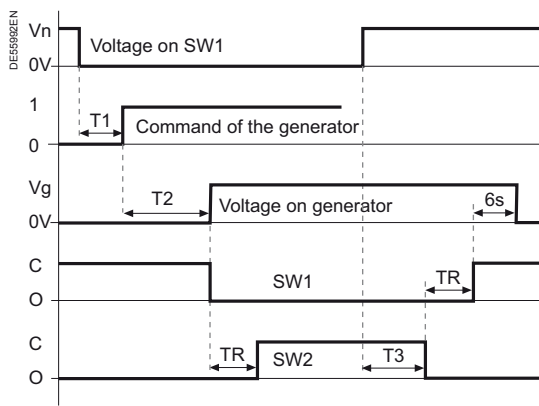 DE55992EN
Vn
Voltage on SW1
0V
1
T1
Command of the generator
0
Vg
T2
Voltage on generator
6s
0V
C
SW1
TR
O
C
TR
SW2
T3
O